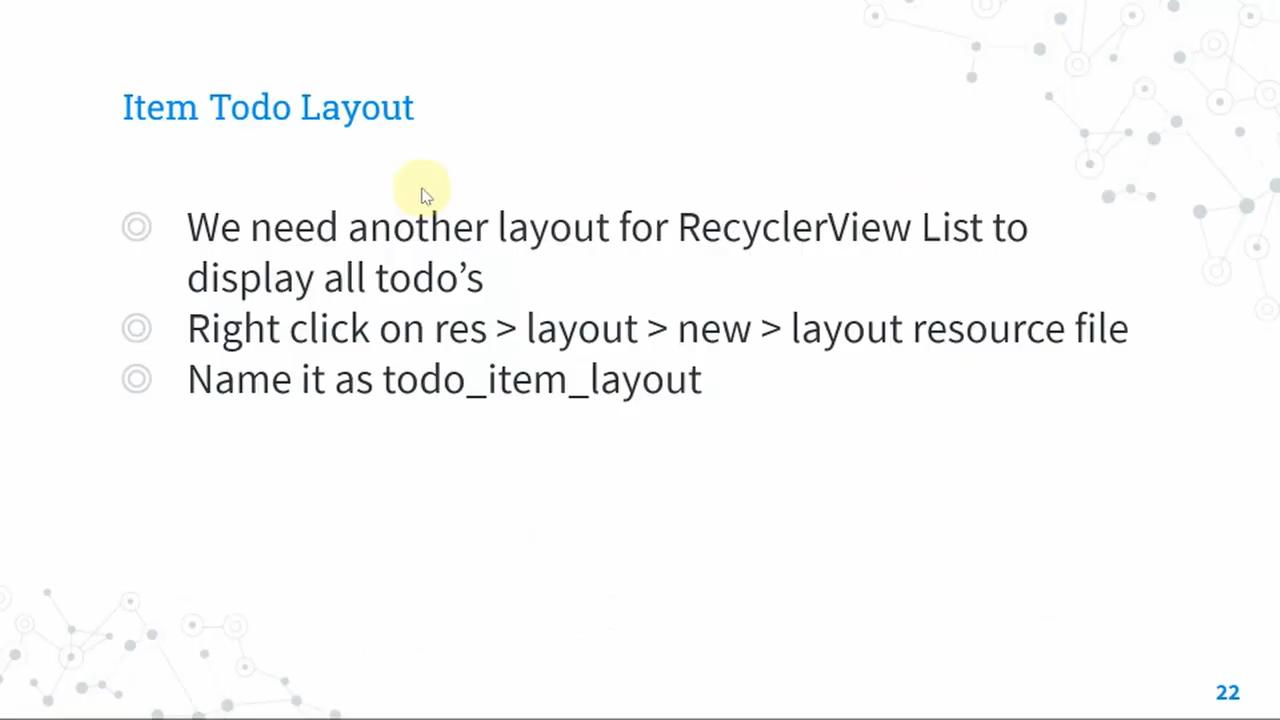 Item Todo Layout
We need another layout for RecyclerView List to
display all todo’s
Right click on res > layout > new > layout resource file
Name it as todo_item_layout
22